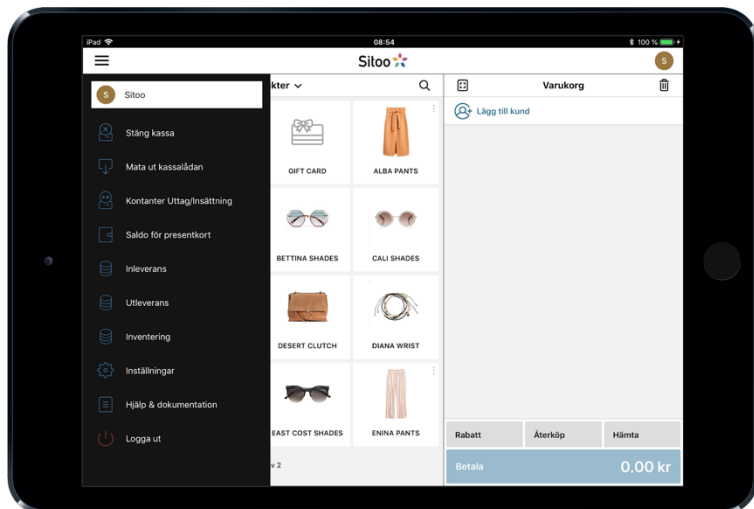 iPad
08:54
100 %
Sitoo
S
S
Sitoo
Stäng kassa
Mata ut kassalådan
Kontanter Uttag/Insättning
Saldo för presentkort
Inleverans
Utleverans
Inventering
Inställningar
Hjälp & dokumentation
Logga ut
kter
GIFT CARD
ALBA PANTS
BETTINA SHADES
CALI SHADES
DESERT CLUTCH
DIANA WRIST
EAST COST SHADES
ENINA PANTS
v 2
Varukorg
Lägg till kund
Rabatt
Återköp
Hämta
Betala
0,00 kr